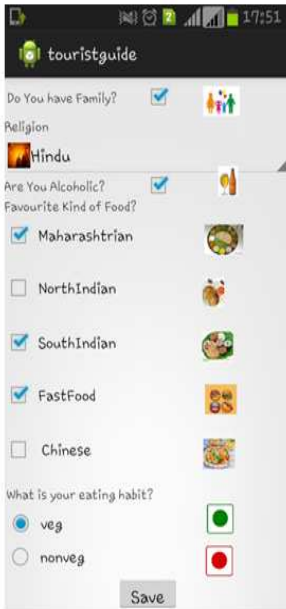 2 17:51
touristguide
Do You have Family?
Religion
Hindu
Are You Alcoholic?
Favourite Kind of Food?
Maharashtrian
NorthIndian
SouthIndian
FastFood
Chinese
What is your eating habit?
veg
nonveg
Save